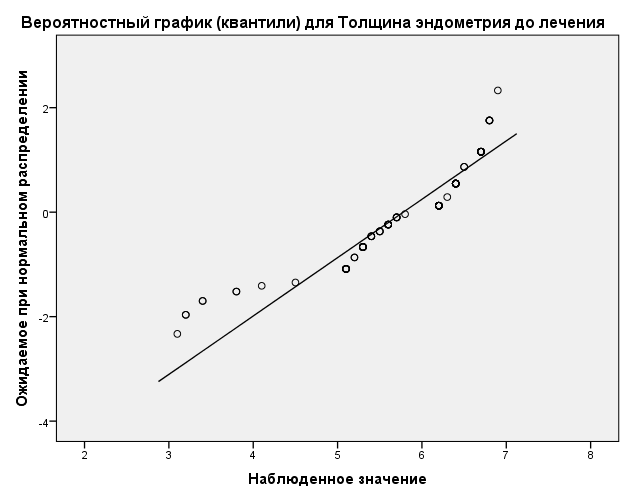 Вероятностный график (квантили) для Толщина эндометрия до лечения
Ожидаемое при нормальном распределении
2
0
-2
-4
2 3 4 5 6 7 8
Наблюденное значение